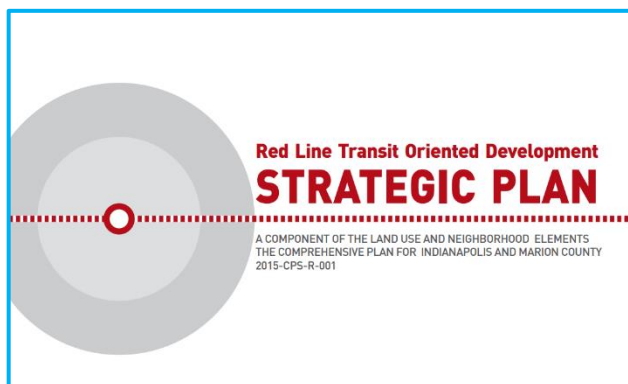 Red Line Transit Oriented Development
STRATEGIC PLAN
A COMPONENT OF THE LAND USE AND NEIGHBORHOOD ELEMENTS
THE COMPREHENSIVE PLAN FOR INDIANAPOLIS AND MARION COUNTY
2015-CPS-R-001